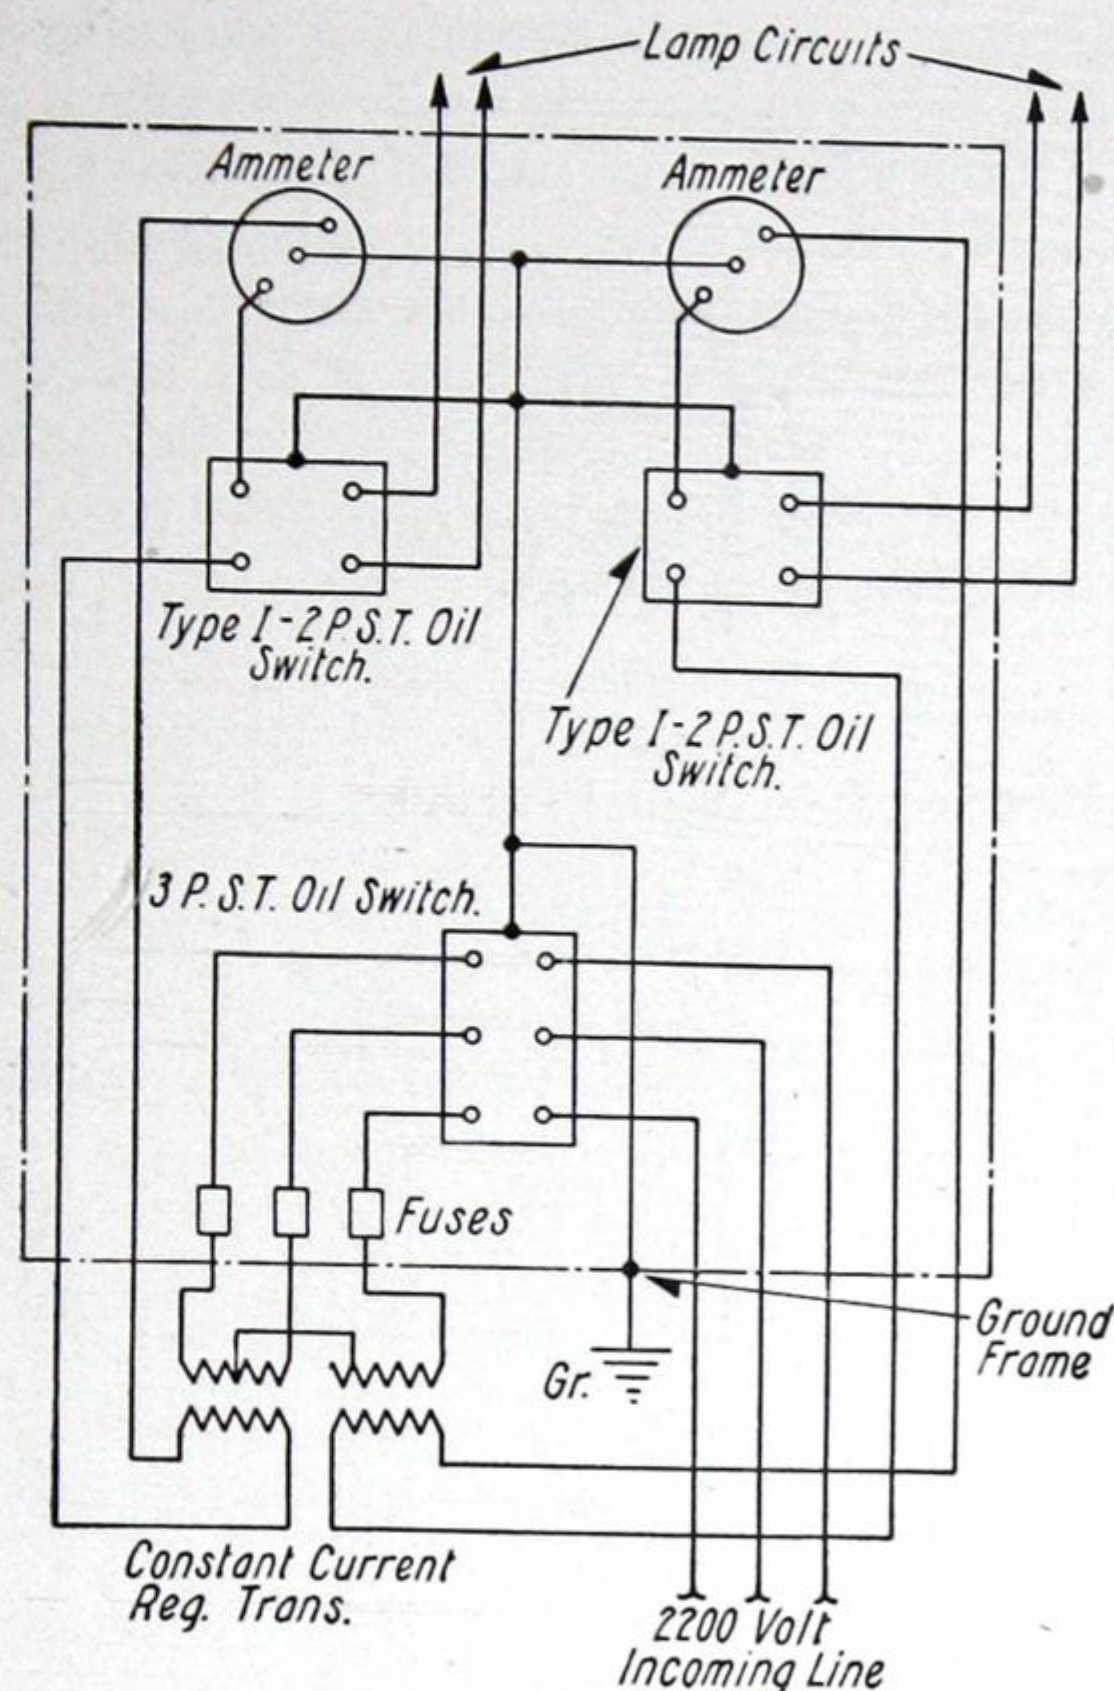 Lamp Circuits
Ammeter
Ammeter
Type I-2 P.S.T. Oil
Switch.
Type I-2 P.S.T. Oil
Switch.
3 P. S.T. Oil Switch.
Fuses
Ground
Frame
Gr.
Constant Current
Reg. Trans.
2200 Volt
Incoming Line